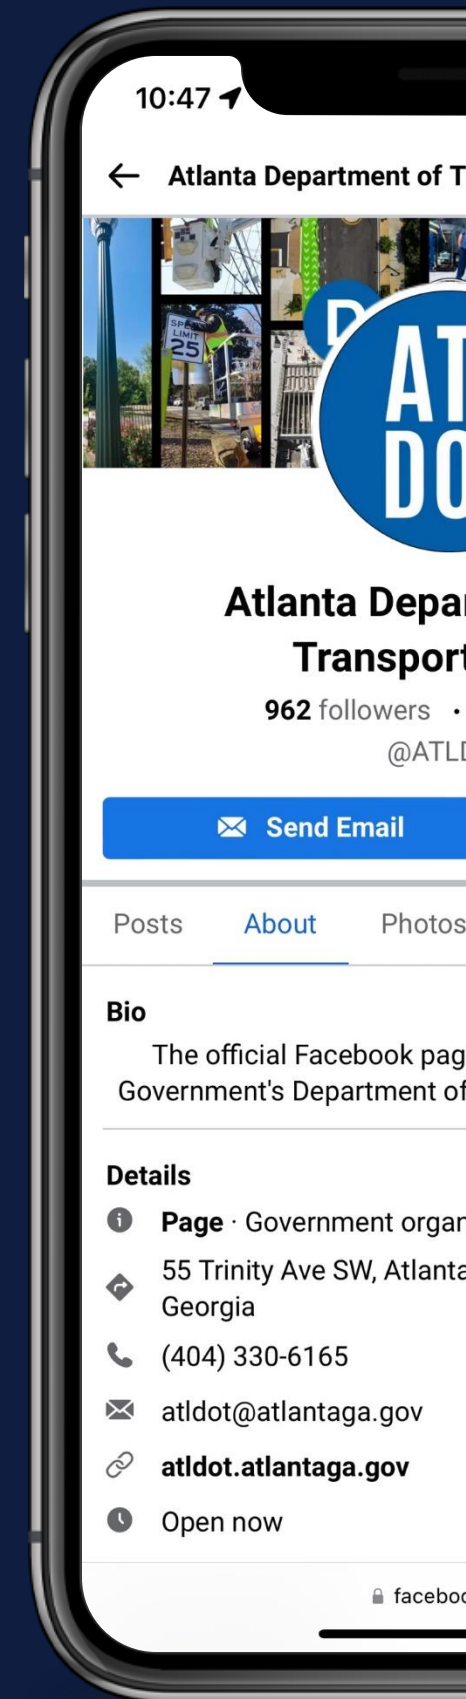 10:47
Atlanta Department of T
SPEED
LIMIT
25
D
AT
DO
Atlanta Depar
Transport
962 followers ·
@ATLD
Send Email
Posts About Photos
Bio
The official Facebook pag
Government's Department of
Details
Page · Government organ
55 Trinity Ave SW, Atlanta
Georgia
(404) 330-6165
atldot@atlantaga.gov
atldot.atlantaga.gov
Open now
faceboo